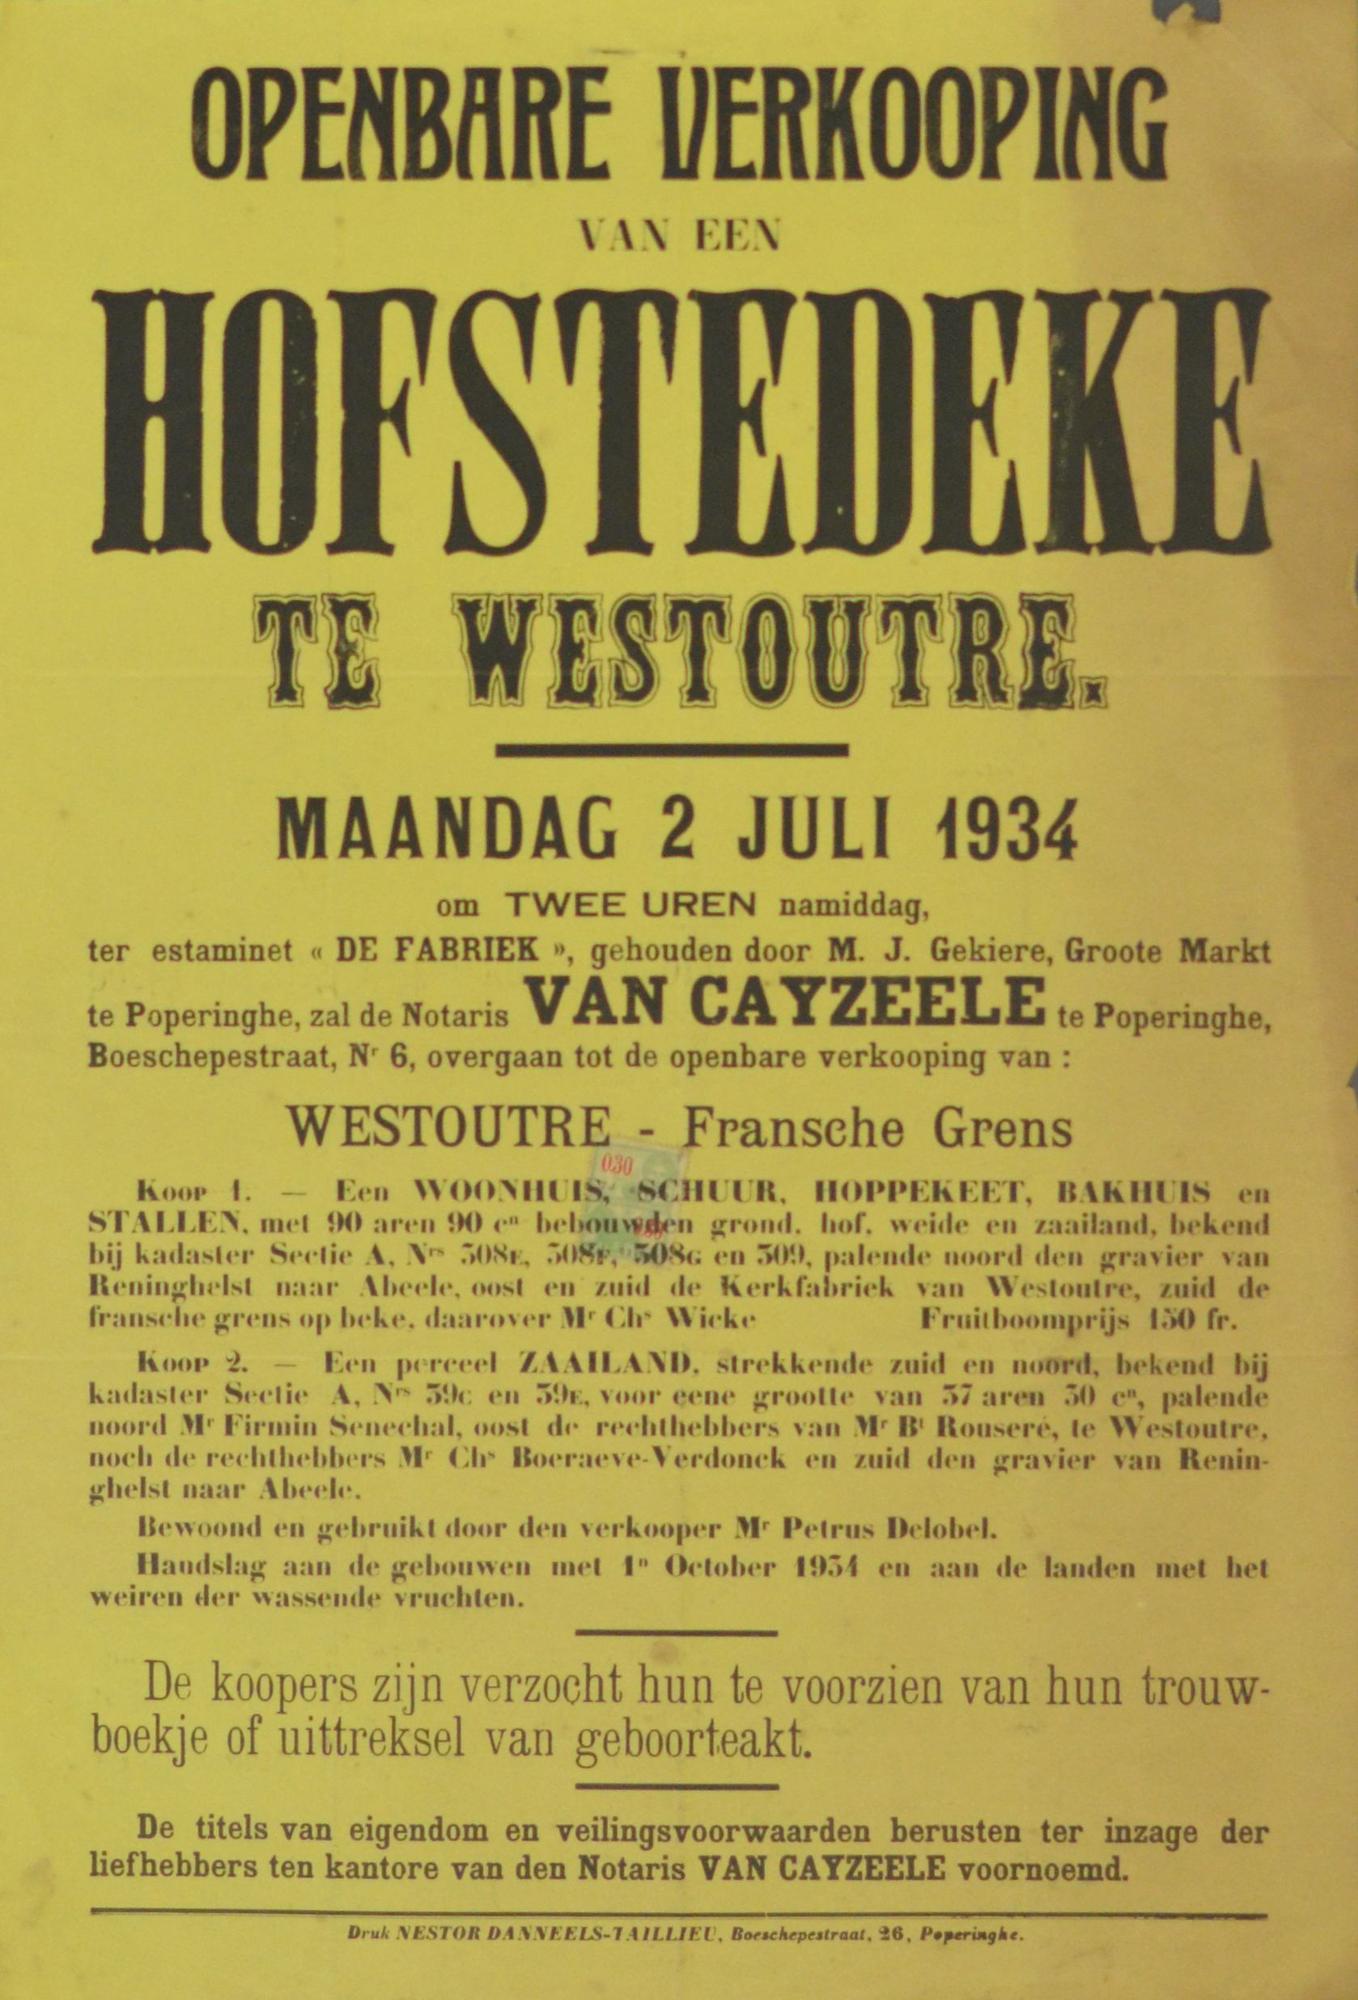 OPENBARE VERKOOPING
VAN EEN
HOFSTEDEKE
TE WESTOUTRE.
MAANDAG 2 JULI 1934
om TWEE UREN namiddag,
ter estaminet « DE FABRIEK », gehouden door M. J. Gekiere, Groote Markt
te Poperinghe, zal de Notaris VAN CAYZEELE te Poperinghe,
Boeschepestraat, Nr 6, overgaan tot de openbare verkooping van :
WESTOUTRE - Fransche Grens
Koop 1. — Een WOONHUIS, SCHUUR, HOPPEKEET, BAKHUIS en
STALLEN, met 90 aren 90 cn bebouwden grond, hof, weide en zaailand, bekend
bij kadaster Sectie A, Nrs 308E, 308F, 308G en 309, palende noord den gravier van
Reninghelst naar Abeele, oost en zuid de Kerkfabriek van Westoutre, zuid de
fransche grens op beke, daarover Mr Chs Wicke Fruitboomprijs 150 fr.
Koop 2. — Een perceel ZAAILAND, strekkende zuid en noord, bekend bij
kadaster Sectie A, Nrs 39C en 39E, voor eene grootte van 37 aren 30 cn, palende
noord Mr Firmin Senechal, oost de rechthebbers van Mr Bt Rouseré, te Westoutre,
noch de rechthebbers Mr Chs Boeraeve-Verdonck en zuid den gravier van Renin-
ghelst naar Abeele.
Bewoond en gebruikt door den verkooper Mr Petrus Delobel.
Handslag aan de gebouwen met 1n October 1934 en aan de landen met het
weiren der wassende vruchten.
De koopers zijn verzocht hun te voorzien van hun trouw-
boekje of uittreksel van geboorteakt.
De titels van eigendom en veilingsvoorwaarden berusten ter inzage der
liefhebbers ten kantore van den Notaris VAN CAYZEELE voornoemd.
Druk NESTOR DANNEELS-TAILLIEU, Boeschepestraat, 26, Poperinghe.